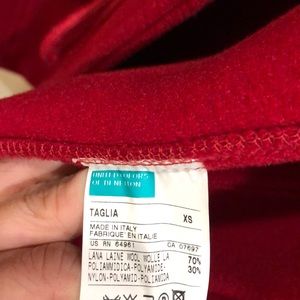 UNITED COLORS
OF BENETTON.
TAGLIA XS
MADE IN ITALY
FABRIQUE EN ITALIE
US RN 64961 CA 07697
LANA LAINE WOOL WOLLE LA 70%
POLIAMMIDICA-POLYAMIDE- 30%
NYLON-POLYAMID-POLIAMIDA